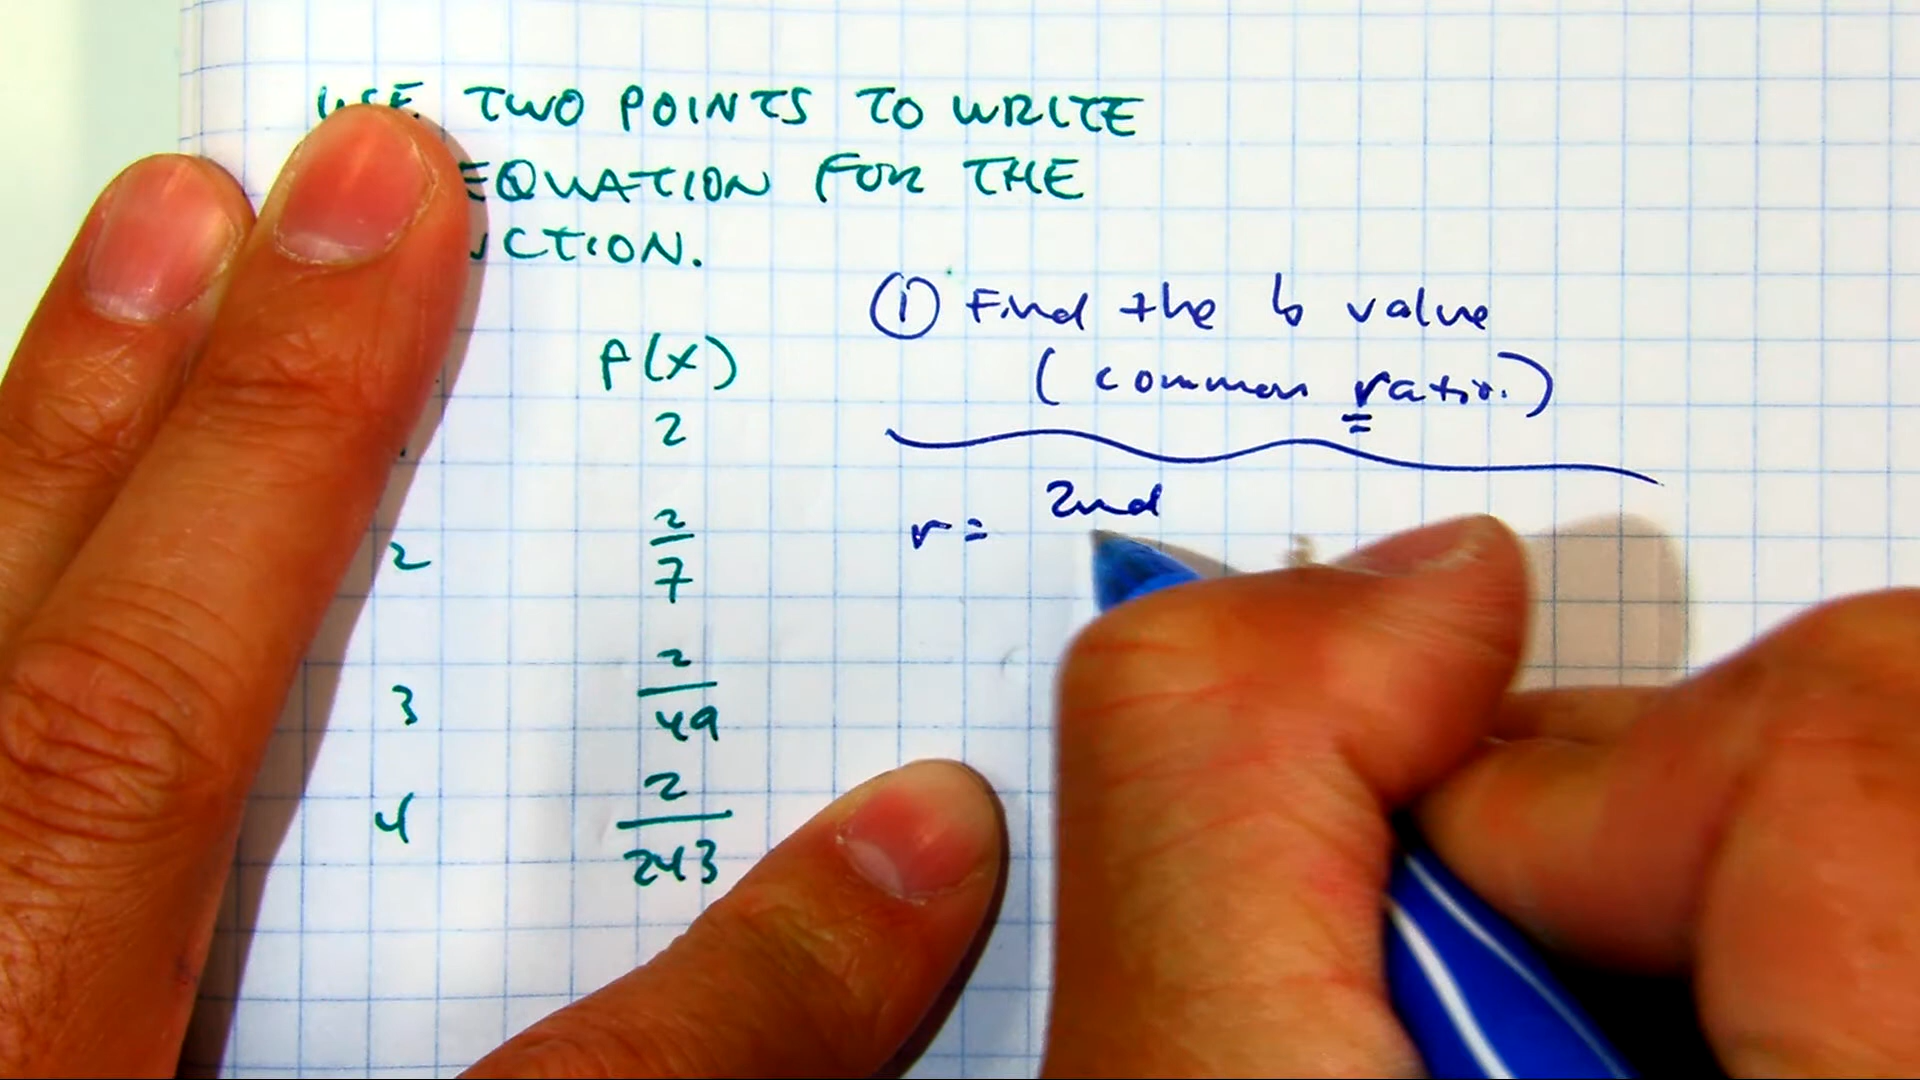 USE TWO POINTS TO WRITE
EQUATION FOR THE
CTION.
① Find the b value
f(x)
(common ratio.)
2
r = 2nd
2 2/7
3 2/49
4 2/243